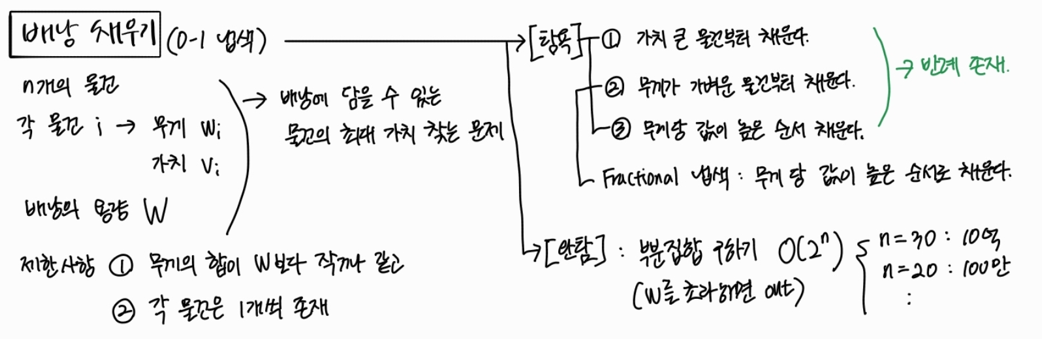 배낭 채우기 (0-1 냅색)
n개의 물건
각 물건 i → 무게 wi
가치 vi
배낭의 용량 W
→ 배낭에 담을 수 있는
물건의 최대 가치 찾는 문제
제한사항 ① 무게의 합이 W보다 작거나 같고
② 각 물건은 1개씩 존재
[탐욕]
① 가치 큰 물건부터 채운다.
② 무게가 가벼운 물건부터 채운다.
③ 무게당 값이 높은 순서 채운다.
→ 반례 존재.
Fractional 냅색 : 무게 당 값이 높은 순서로 채운다.
[완탐] : 부분집합 구하기 O(2ⁿ)
(W를 초과하면 out)
n=30 : 10억
n=20 : 100만
: